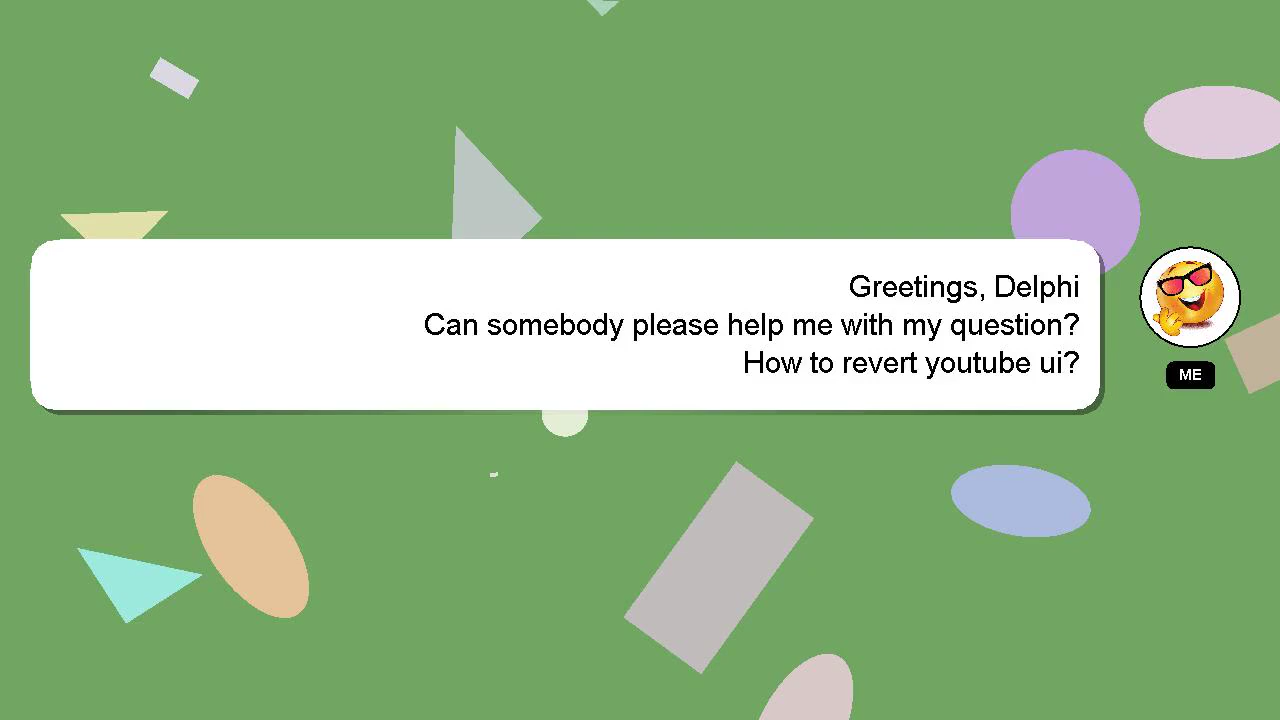 Greetings, Delphi
Can somebody please help me with my question?
How to revert youtube ui?
ME